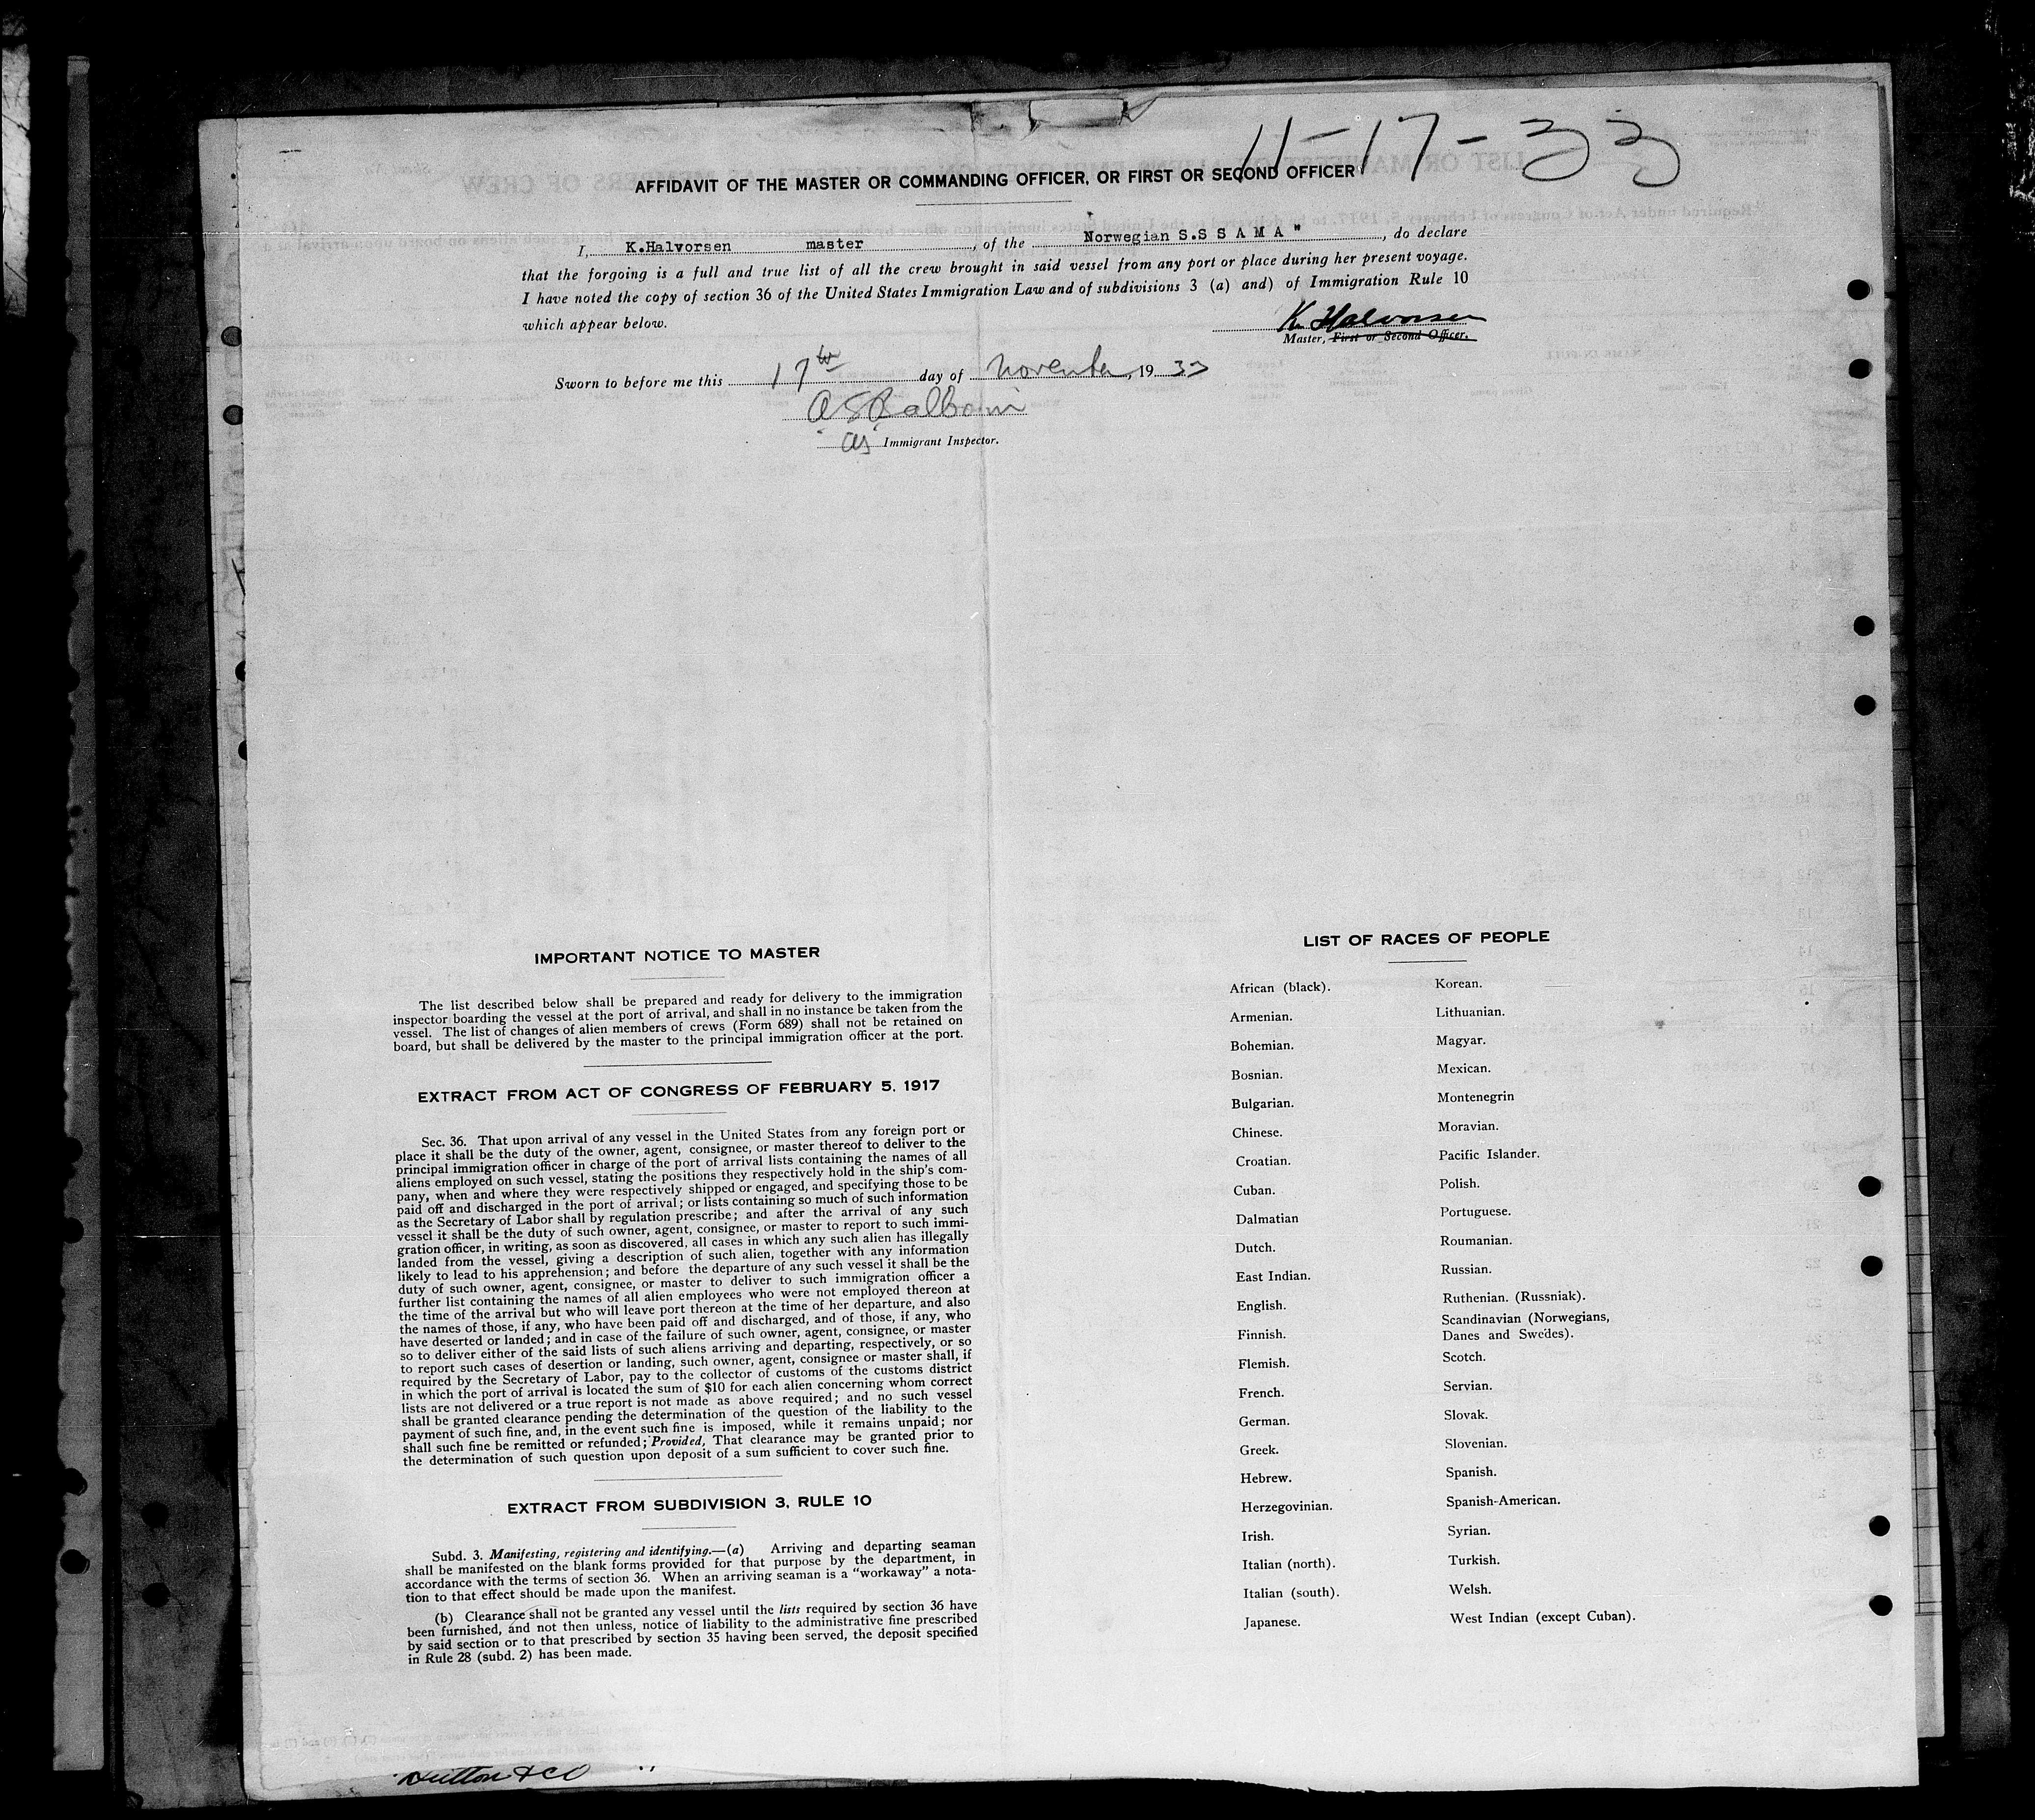 11-17-33
AFFIDAVIT OF THE MASTER OR COMMANDING OFFICER, OR FIRST OR SECOND OFFICER
I, K.Halvorsen master , of the Norwegian S.S S A M A " , do declare
that the forgoing is a full and true list of all the crew brought in said vessel from any port or place during her present voyage.
I have noted the copy of section 36 of the United States Immigration Law and of subdivisions 3 (a) and) of Immigration Rule 10
which appear below.
K. Halvorsen
Master, First or Second Officer.
Sworn to before me this 17th day of November, 1933
Immigrant Inspector.
IMPORTANT NOTICE TO MASTER
The list described below shall be prepared and ready for delivery to the immigration
inspector boarding the vessel at the port of arrival, and shall in no instance be taken from the
vessel. The list of changes of alien members of crews (Form 689) shall not be retained on
board, but shall be delivered by the master to the principal immigration officer at the port.
EXTRACT FROM ACT OF CONGRESS OF FEBRUARY 5, 1917
Sec. 36. That upon arrival of any vessel in the United States from any foreign port or
place it shall be the duty of the owner, agent, consignee, or master thereof to deliver to the
principal immigration officer in charge of the port of arrival lists containing the names of all
aliens employed on such vessel, stating the positions they respectively hold in the ship's com-
pany, when and where they were respectively shipped or engaged, and specifying those to be
paid off and discharged in the port of arrival; or lists containing so much of such information
as the Secretary of Labor shall by regulation prescribe; and after the arrival of any such
vessel it shall be the duty of such owner, agent, consignee, or master to report to such immi-
gration officer, in writing, as soon as discovered, all cases in which any such alien has illegally
landed from the vessel, giving a description of such alien, together with any information
likely to lead to his apprehension; and before the departure of any such vessel it shall be the
duty of such owner, agent, consignee, or master to deliver to such immigration officer a
further list containing the names of all alien employees who were not employed thereon at
the time of the arrival but who will leave port thereon at the time of her departure, and also
the names of those, if any, who have been paid off and discharged, and of those, if any, who
have deserted or landed; and in case of the failure of such owner, agent, consignee, or master
so to deliver either of the said lists of such aliens arriving and departing, respectively, or so
to report such cases of desertion or landing, such owner, agent, consignee or master shall, if
required by the Secretary of Labor, pay to the collector of customs of the customs district
in which the port of arrival is located the sum of $10 for each alien concerning whom correct
lists are not delivered or a true report is not made as above required; and no such vessel
shall be granted clearance pending the determination of the question of the liability to the
payment of such fine, and, in the event such fine is imposed, while it remains unpaid; nor
shall such fine be remitted or refunded; Provided, That clearance may be granted prior to
the determination of such question upon deposit of a sum sufficient to cover such fine.
EXTRACT FROM SUBDIVISION 3, RULE 10
Subd. 3. Manifesting, registering and identifying.—(a) Arriving and departing seaman
shall be manifested on the blank forms provided for that purpose by the department, in
accordance with the terms of section 36. When an arriving seaman is a "workaway" a nota-
tion to that effect should be made upon the manifest.
(b) Clearance shall not be granted any vessel until the lists required by section 36 have
been furnished, and not then unless, notice of liability to the administrative fine prescribed
by said section or to that prescribed by section 35 having been served, the deposit specified
in Rule 28 (subd. 2) has been made.
LIST OF RACES OF PEOPLE
African (black).
Armenian.
Bohemian.
Bosnian.
Bulgarian.
Chinese.
Croatian.
Cuban.
Dalmatian
Dutch.
East Indian.
English.
Finnish.
Flemish.
French.
German.
Greek.
Hebrew.
Herzegovinian.
Irish.
Italian (north).
Italian (south).
Japanese.
Korean.
Lithuanian.
Magyar.
Mexican.
Montenegrin
Moravian.
Pacific Islander.
Polish.
Portuguese.
Roumanian.
Russian.
Ruthenian. (Russniak).
Scandinavian (Norwegians,
Danes and Swedes).
Scotch.
Servian.
Slovak.
Slovenian.
Spanish.
Spanish-American.
Syrian.
Turkish.
Welsh.
West Indian (except Cuban).
Hutton & Co